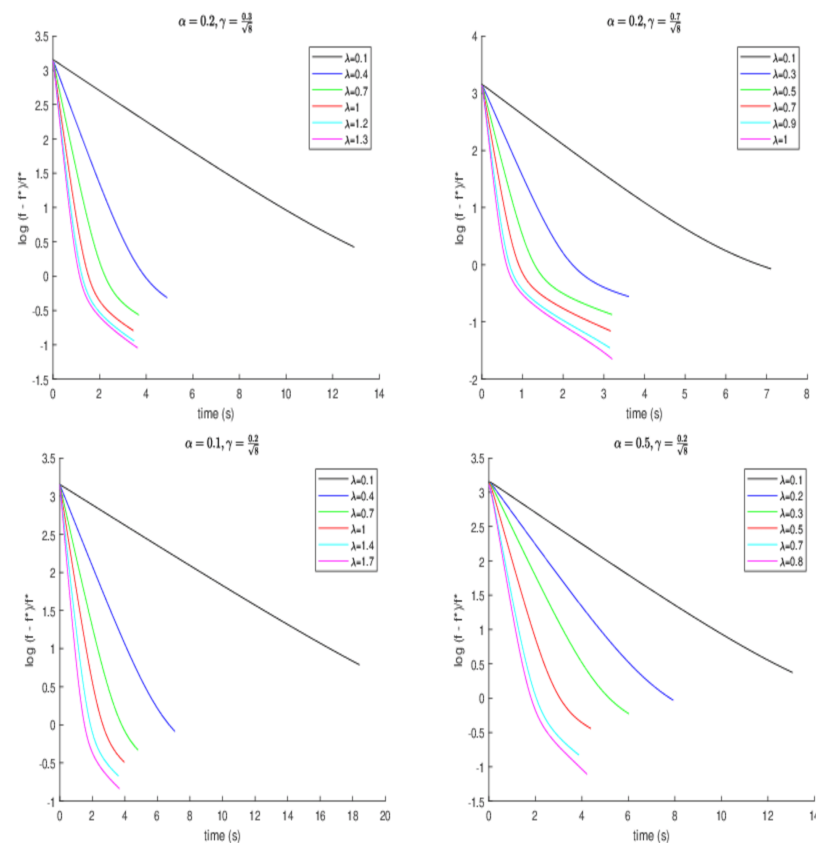 α = 0.2, γ = 0.3/√8
3.5
3
2.5
2
1.5
1
0.5
0
-0.5
-1
-1.5
log (f - f*)/f*
0 2 4 6 8 10 12 14
time (s)
λ=0.1
λ=0.4
λ=0.7
λ=1
λ=1.2
λ=1.3
α = 0.2, γ = 0.7/√8
4
3
2
1
0
-1
-2
log (f - f*)/f*
0 1 2 3 4 5 6 7 8
time (s)
λ=0.1
λ=0.3
λ=0.5
λ=0.7
λ=0.9
λ=1
α = 0.1, γ = 0.2/√8
3.5
3
2.5
2
1.5
1
0.5
0
-0.5
-1
log (f - f*)/f*
0 2 4 6 8 10 12 14 16 18 20
time (s)
λ=0.1
λ=0.4
λ=0.7
λ=1
λ=1.4
λ=1.7
α = 0.5, γ = 0.2/√8
3.5
3
2.5
2
1.5
1
0.5
0
-0.5
-1
-1.5
log (f - f*)/f*
0 2 4 6 8 10 12 14
time (s)
λ=0.1
λ=0.2
λ=0.3
λ=0.5
λ=0.7
λ=0.8